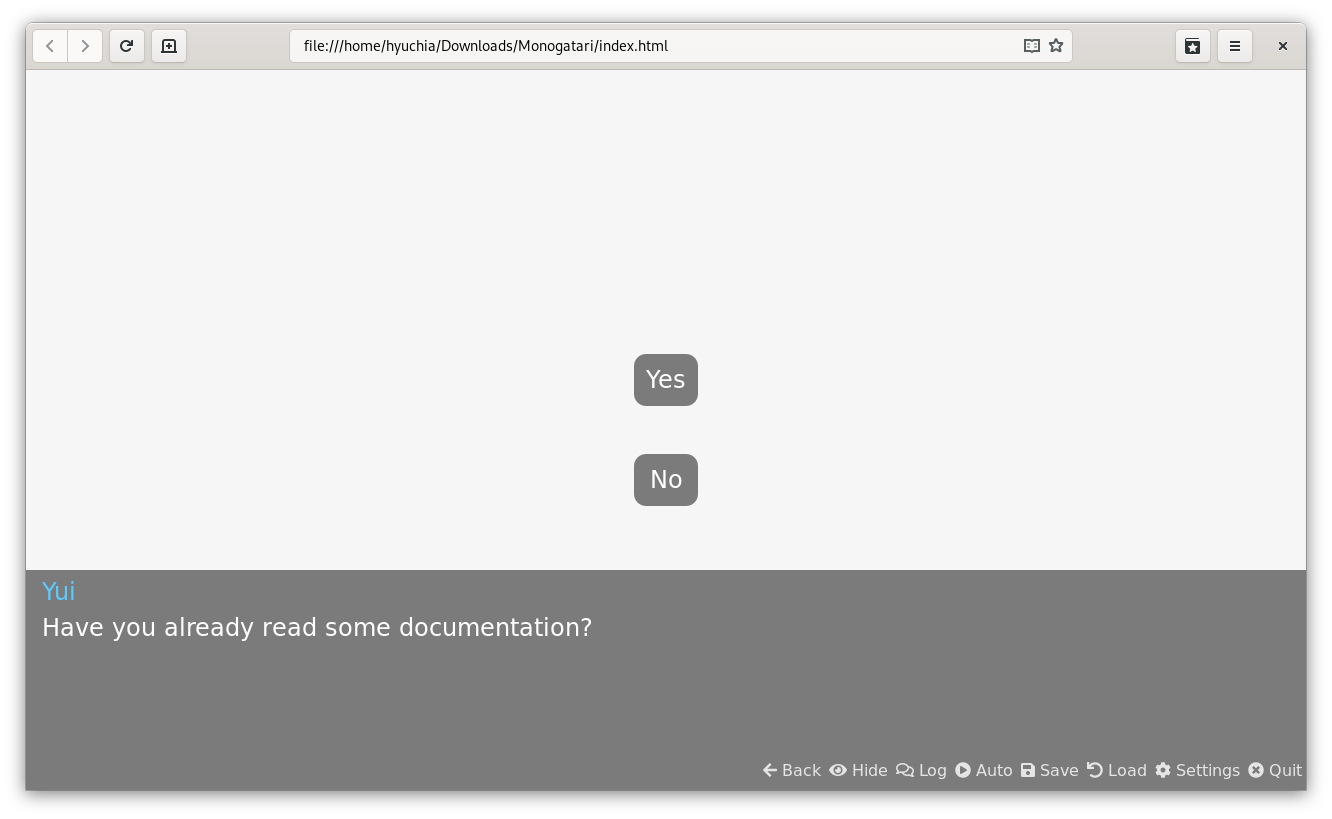 file:///home/hyuchia/Downloads/Monogatari/index.html
Yes
No
Yui
Have you already read some documentation?
Back Hide Log Auto Save Load Settings Quit